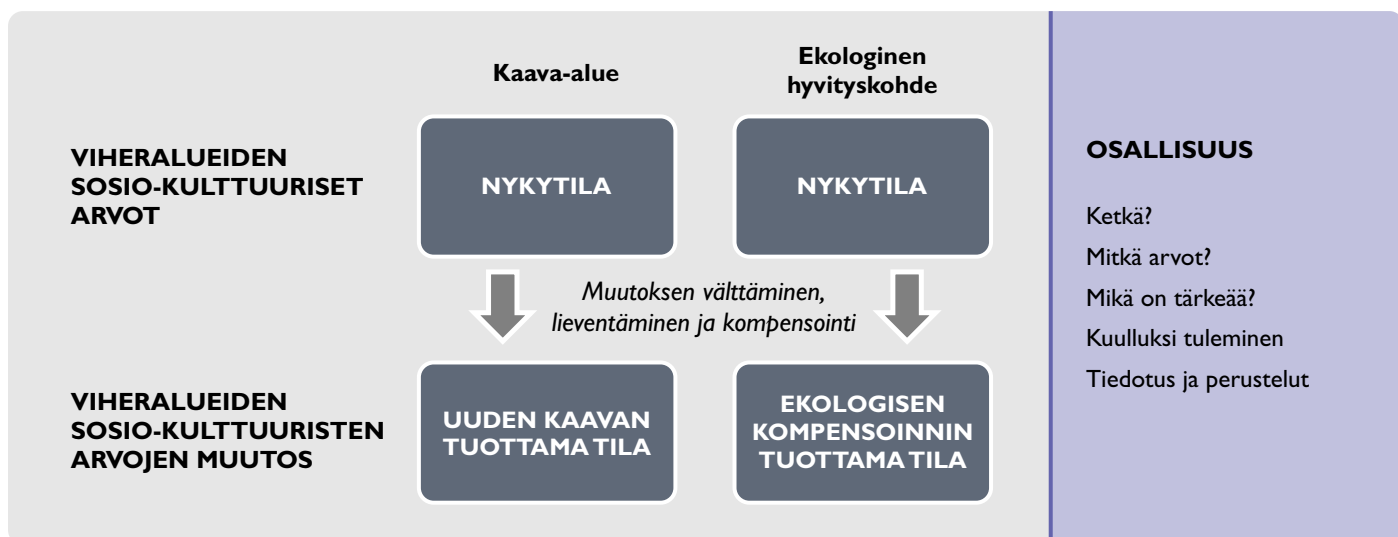 Kaava-alue
Ekologinen
hyvityskohde
VIHERALUEIDEN
SOSIO-KULTTUURISET
ARVOT
NYKYTILA
NYKYTILA
Muutoksen välttäminen,
lieventäminen ja kompensointi
VIHERALUEIDEN
SOSIO-KULTTUURISTEN
ARVOJEN MUUTOS
UUDEN KAAVAN
TUOTTAMA TILA
EKOLOGISEN
KOMPENSOINNIN
TUOTTAMA TILA
OSALLISUUS
Ketkä?
Mitkä arvot?
Mikä on tärkeää?
Kuulluksi tuleminen
Tiedotus ja perustelut